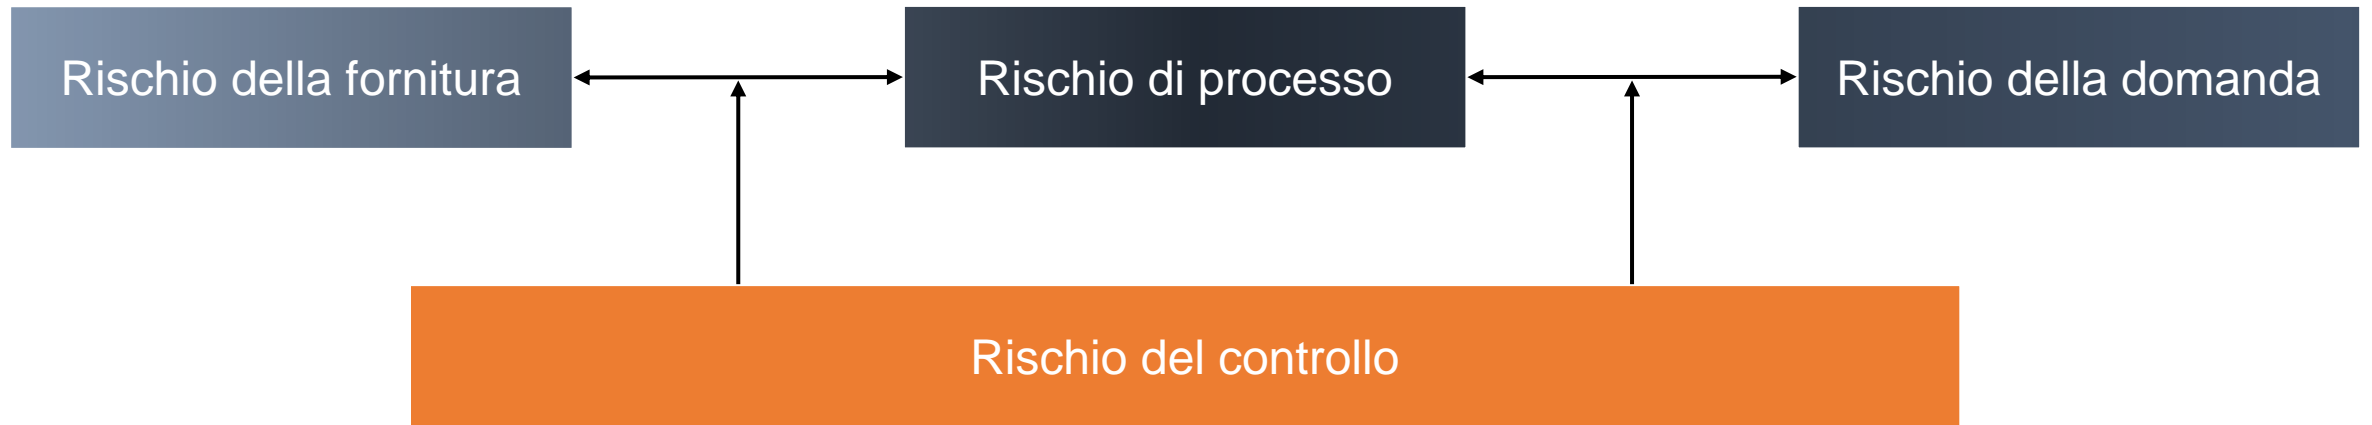 Rischio della fornitura
Rischio di processo
Rischio della domanda
Rischio del controllo